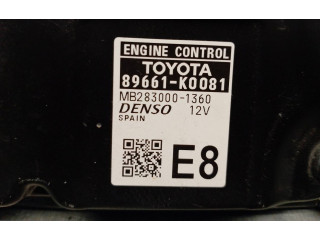 ENGINE CONTROL
TOYOTA
89661-K0081
MB283000-1360
DENSO 12V
SPAIN
E8